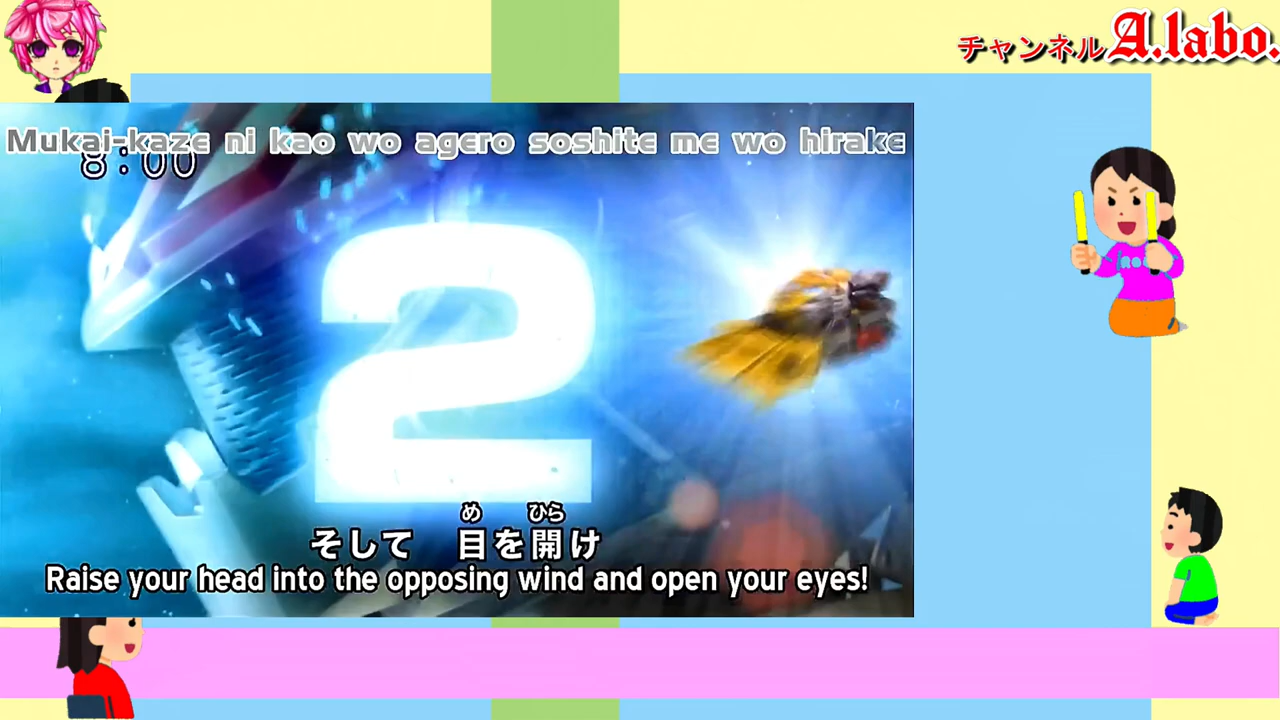 チャンネル A.labo.
Mukai-kaze ni kao wo agero soshite me wo hirake
8:00
2
め ひら
そして 目を開け
Raise your head into the opposing wind and open your eyes!